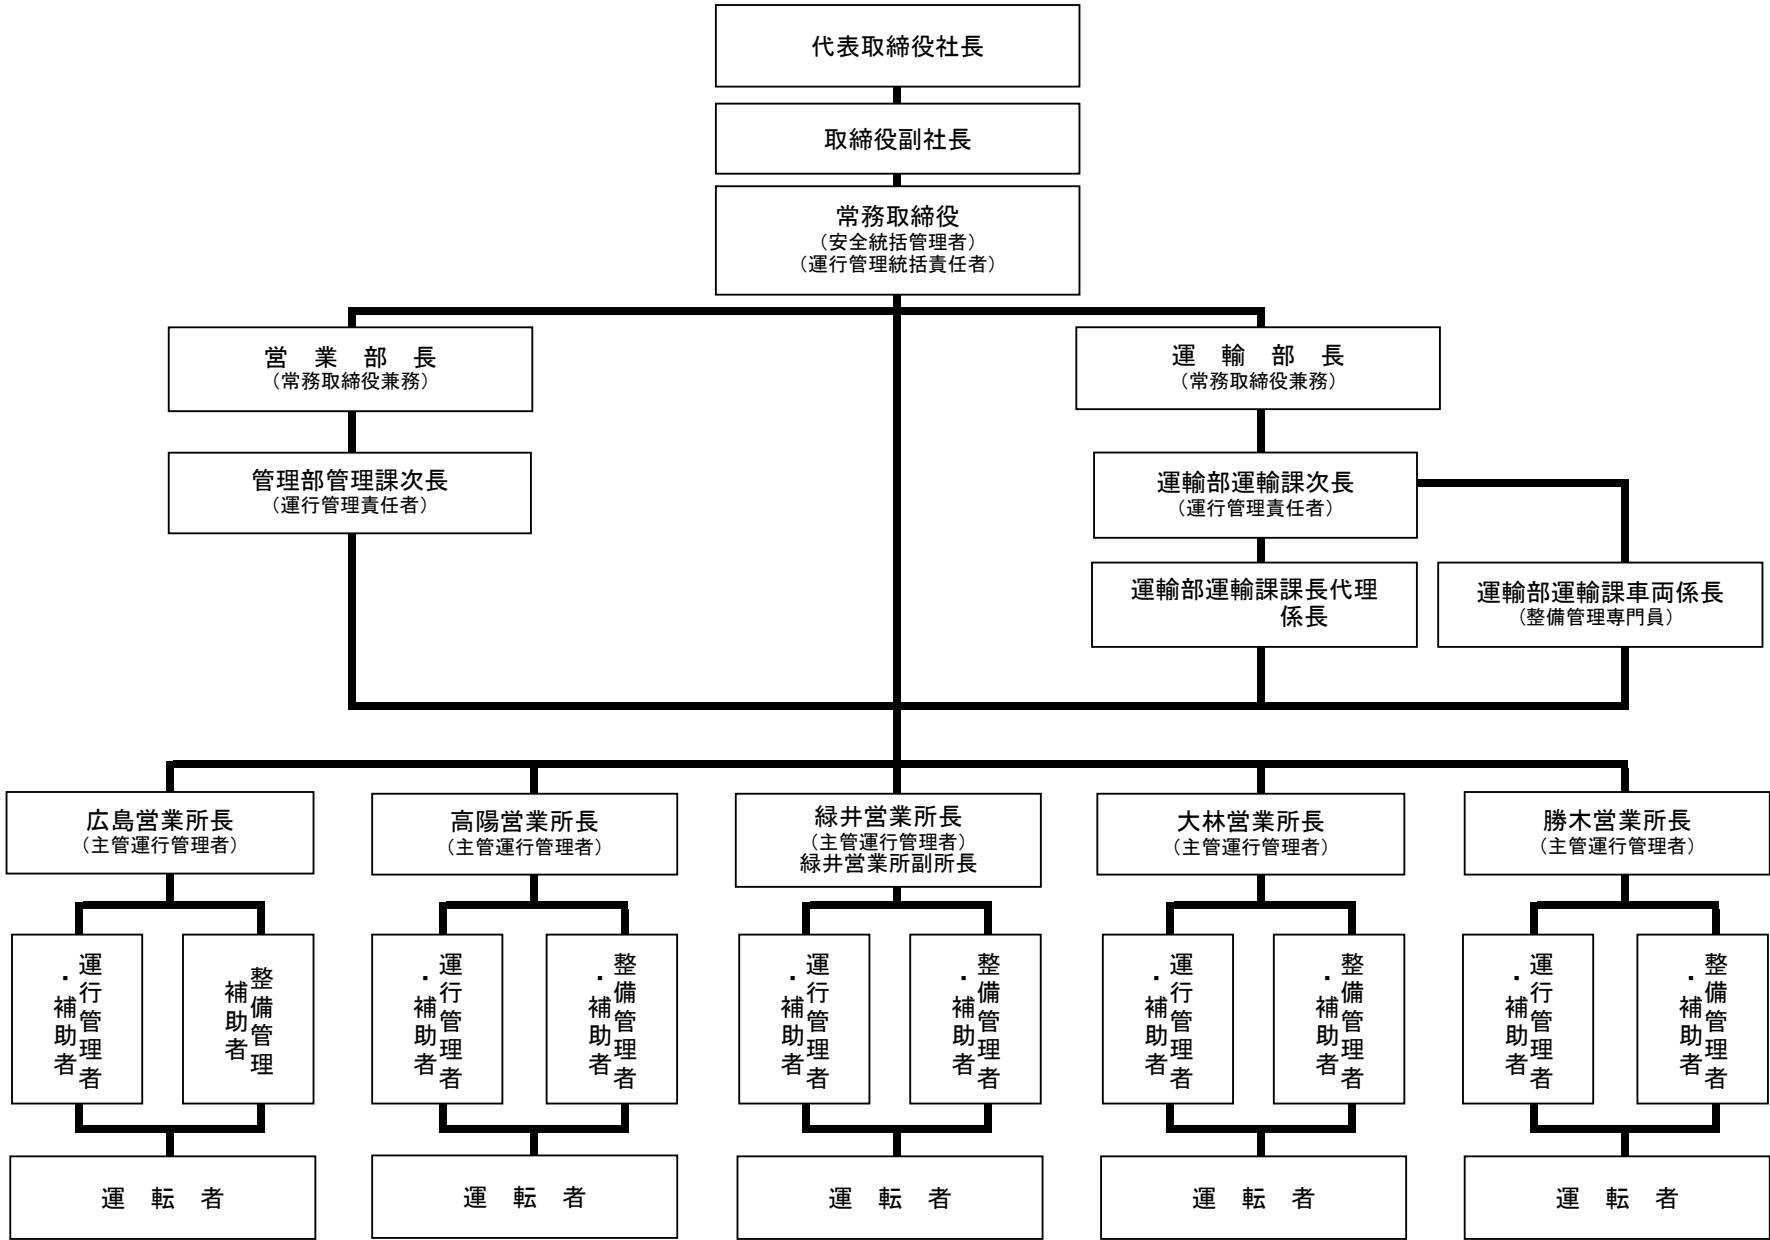 代表取締役社長
取締役副社長
常務取締役
（安全統括管理者）
（運行管理統括責任者）
営　業　部　長
（常務取締役兼務）
運　輸　部　長
（常務取締役兼務）
管理部管理課次長
（運行管理責任者）
運輸部運輸課次長
（運行管理責任者）
運輸部運輸課課長代理
係長
運輸部運輸課車両係長
（整備管理専門員）
広島営業所長
（主管運行管理者）
高陽営業所長
（主管運行管理者）
緑井営業所長
（主管運行管理者）
緑井営業所副所長
大林営業所長
（主管運行管理者）
勝木営業所長
（主管運行管理者）
運行管理者
・補助者
整備管理
補助者
運行管理者
・補助者
整備管理者
・補助者
運行管理者
・補助者
整備管理者
・補助者
運行管理者
・補助者
整備管理者
・補助者
運行管理者
・補助者
整備管理者
・補助者
運　転　者
運　転　者
運　転　者
運　転　者
運　転　者